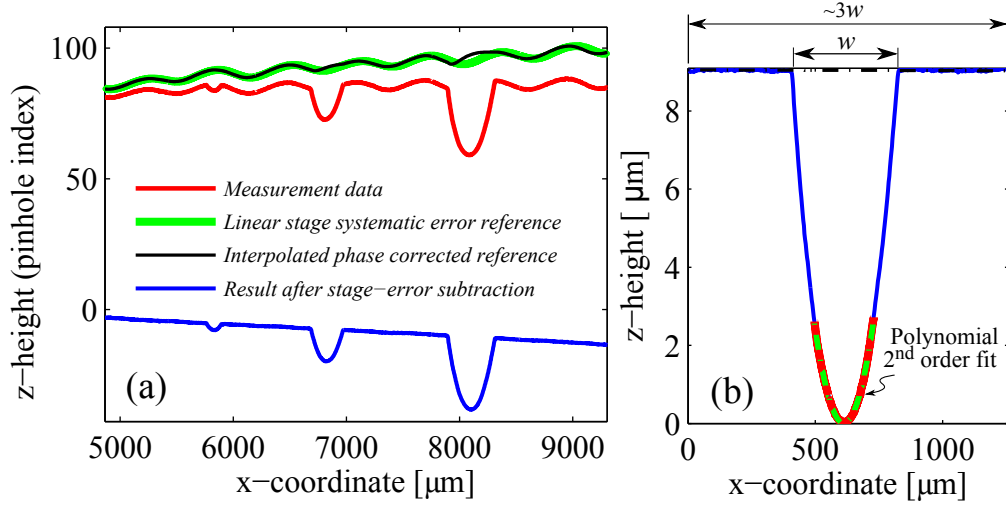 100
50
0
z−height (pinhole index)
Measurement data
Linear stage systematic error reference
Interpolated phase corrected reference
Result after stage−error subtraction
(a)
5000 6000 7000 8000 9000
x−coordinate [μm]
~3w
w
8
6
4
2
0
z−height [ μm]
Polynomial
2nd order fit
(b)
0 500 1000
x−coordinate [μm]